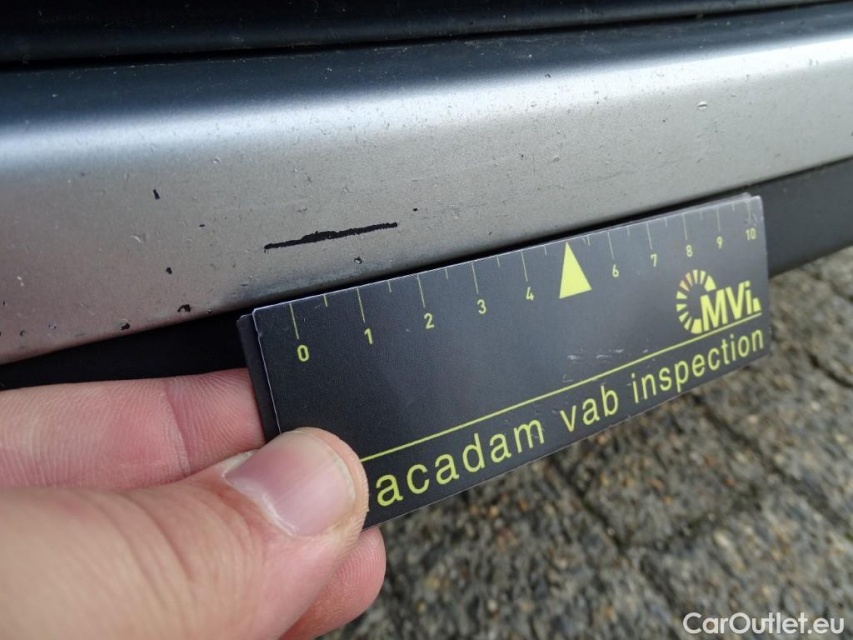 0 1 2 3 4 6 7 8 9 10
MVi
acadam vab inspection
CarOutlet.eu